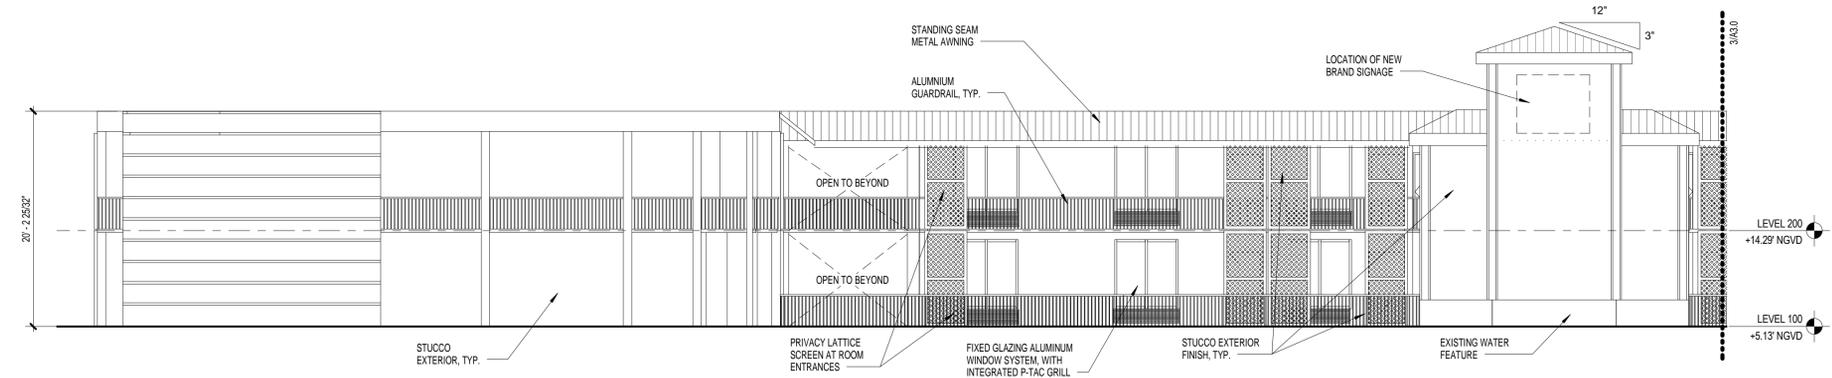 12"
3"
3/A3.0
STANDING SEAM
METAL AWNING
LOCATION OF NEW
BRAND SIGNAGE
ALUMNIUM
GUARDRAIL, TYP.
OPEN TO BEYOND
20' - 2 25/32"
LEVEL 200
+14.29' NGVD
OPEN TO BEYOND
LEVEL 100
+5.13' NGVD
STUCCO
EXTERIOR, TYP.
PRIVACY LATTICE
SCREEN AT ROOM
ENTRANCES
FIXED GLAZING ALUMINUM
WINDOW SYSTEM, WITH
INTEGRATED P-TAC GRILL
STUCCO EXTERIOR
FINISH, TYP.
EXISTING WATER
FEATURE